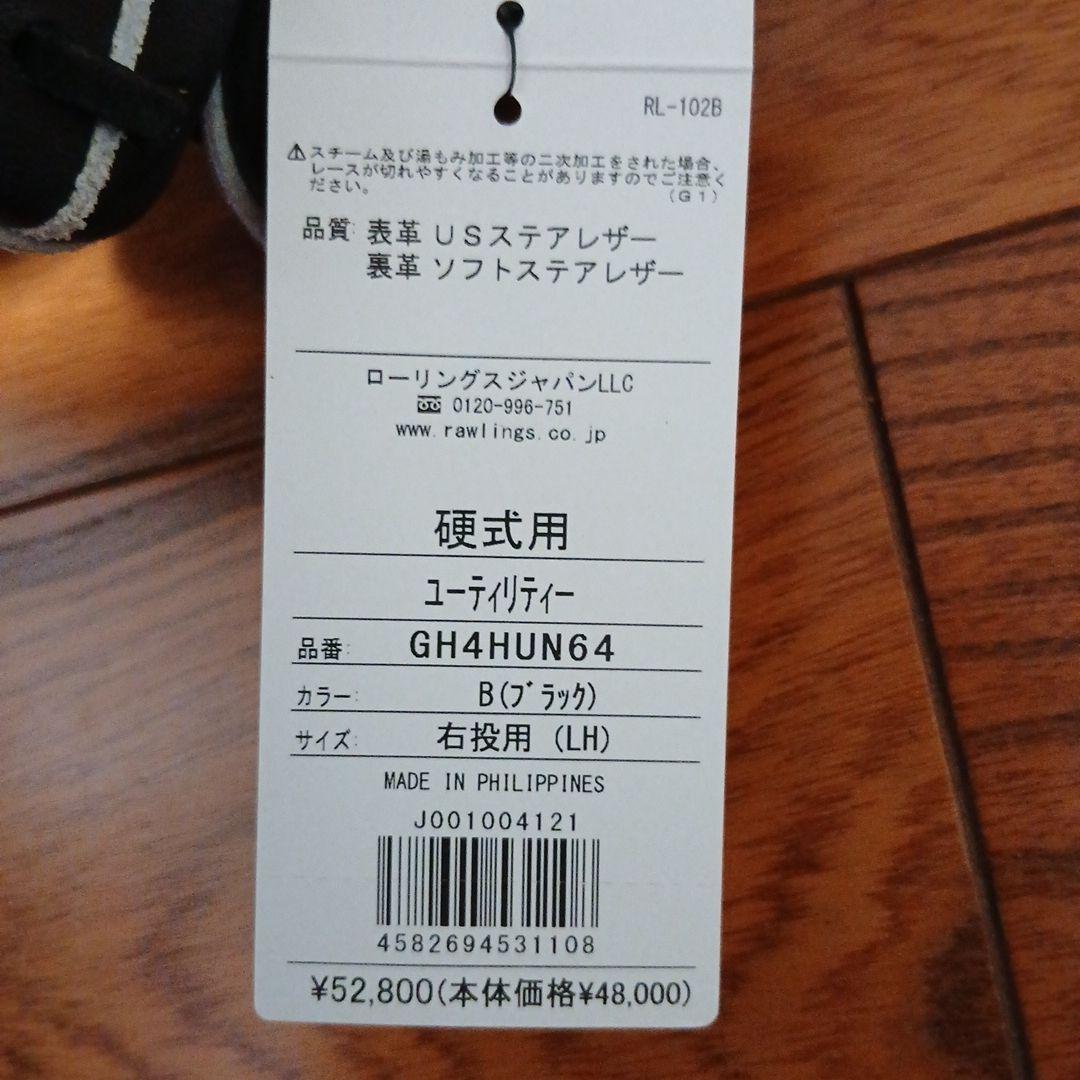 RL-102B
⚠スチーム及び湯もみ加工等の二次加工をされた場合、
レースが切れやすくなることがありますのでご注意く
ださい。
(G1)
品質: 表革 USステアレザー
裏革 ソフトステアレザー
ローリングスジャパンLLC
0120-996-751
www.rawlings.co.jp
硬式用
ユーティリティー
品番: GH4HUN64
カラー: B(ブラック)
サイズ: 右投用 (LH)
MADE IN PHILIPPINES
J001004121
4582694531108
¥52,800(本体価格¥48,000)